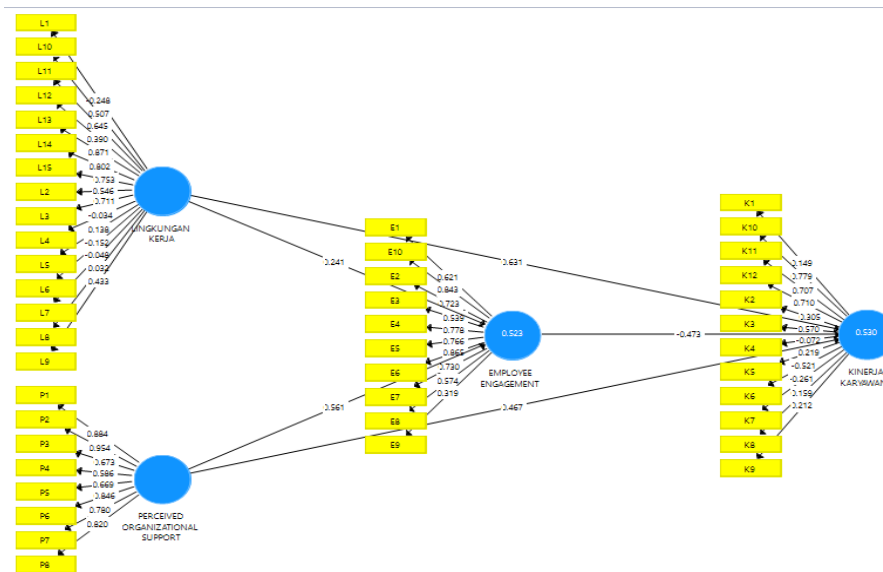 L1
L10
L11
L12
L13
L14
L15
L2
L3
L4
L5
L6
L7
L8
L9
-0.248
0.507
0.645
0.390
0.871
0.802
0.753
0.546
0.711
-0.034
0.138
-0.152
-0.048
0.032
0.433
LINGKUNGAN
KERJA
P1
P2
P3
P4
P5
P6
P7
P8
0.884
0.954
0.673
0.586
0.669
0.846
0.780
0.820
PERCEIVED
ORGANIZATIONAL
SUPPORT
0.241
0.631
0.561
0.467
-0.473
E1
E10
E2
E3
E4
E5
E6
E7
E8
E9
0.621
0.843
0.723
0.539
0.778
0.766
0.865
0.730
0.574
0.319
0.523
EMPLOYEE
ENGAGEMENT
K1
K10
K11
K12
K2
K3
K4
K5
K6
K7
K8
K9
0.149
0.779
0.707
0.710
0.305
0.570
-0.072
0.219
-0.521
-0.261
0.159
0.212
0.530
KINERJA
KARYAWAN